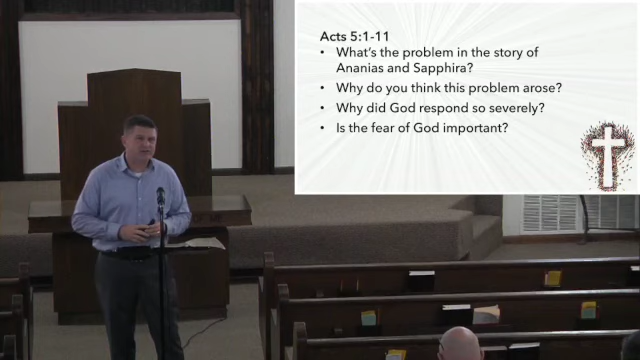 Acts 5:1-11
• What's the problem in the story of
Ananias and Sapphira?
• Why do you think this problem arose?
• Why did God respond so severely?
• Is the fear of God important?